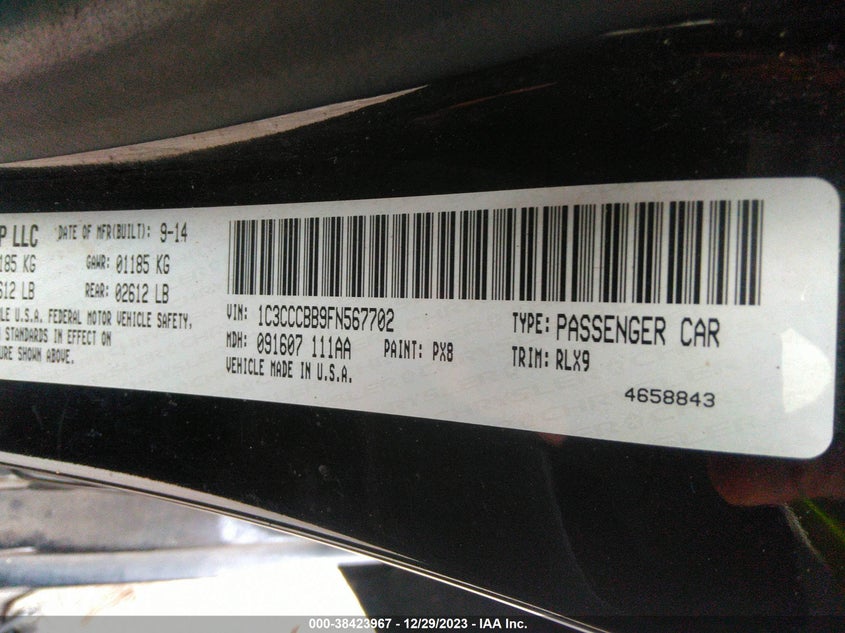 P LLC DATE OF MFR(BUILT): 9-14
185 KG GAWR: 01185 KG
612 LB REAR: 02612 LB
LE U.S.A. FEDERAL MOTOR VEHICLE SAFETY,
STANDARDS IN EFFECT ON
URE SHOWN ABOVE.
VIN: 1C3CCCBB9FN567702
MDH: 091607 111AA PAINT: PX8
VEHICLE MADE IN U.S.A.
TYPE: PASSENGER CAR
TRIM: RLX9
4658843
000-38423967 - 12/29/2023 - IAA Inc.